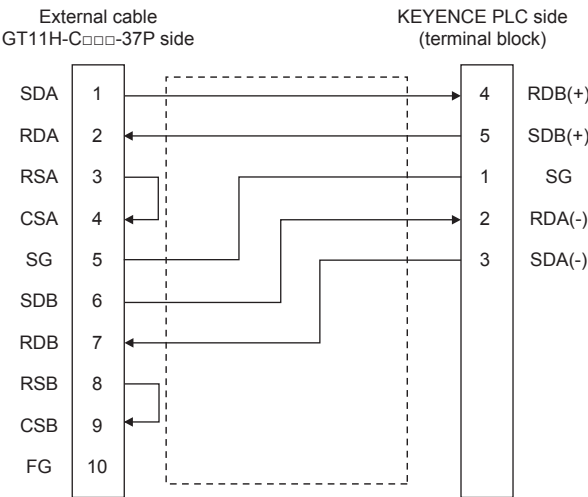 External cable
GT11H-C□□□-37P side
KEYENCE PLC side
(terminal block)
SDA 1 4 RDB(+)
RDA 2 5 SDB(+)
RSA 3 1 SG
CSA 4 2 RDA(-)
SG 5 3 SDA(-)
SDB 6
RDB 7
RSB 8
CSB 9
FG 10